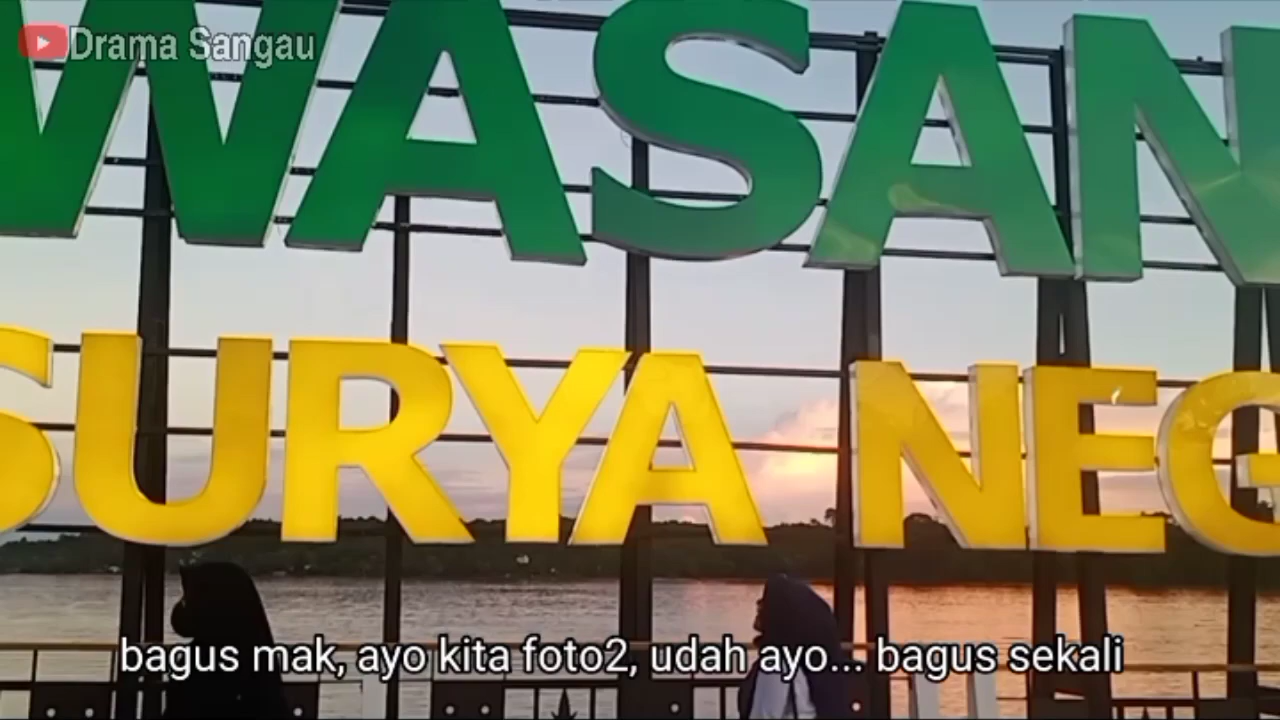 Drama Sangau
WASAN
SURYA NEG
bagus mak, ayo kita foto2, udah ayo... bagus sekali